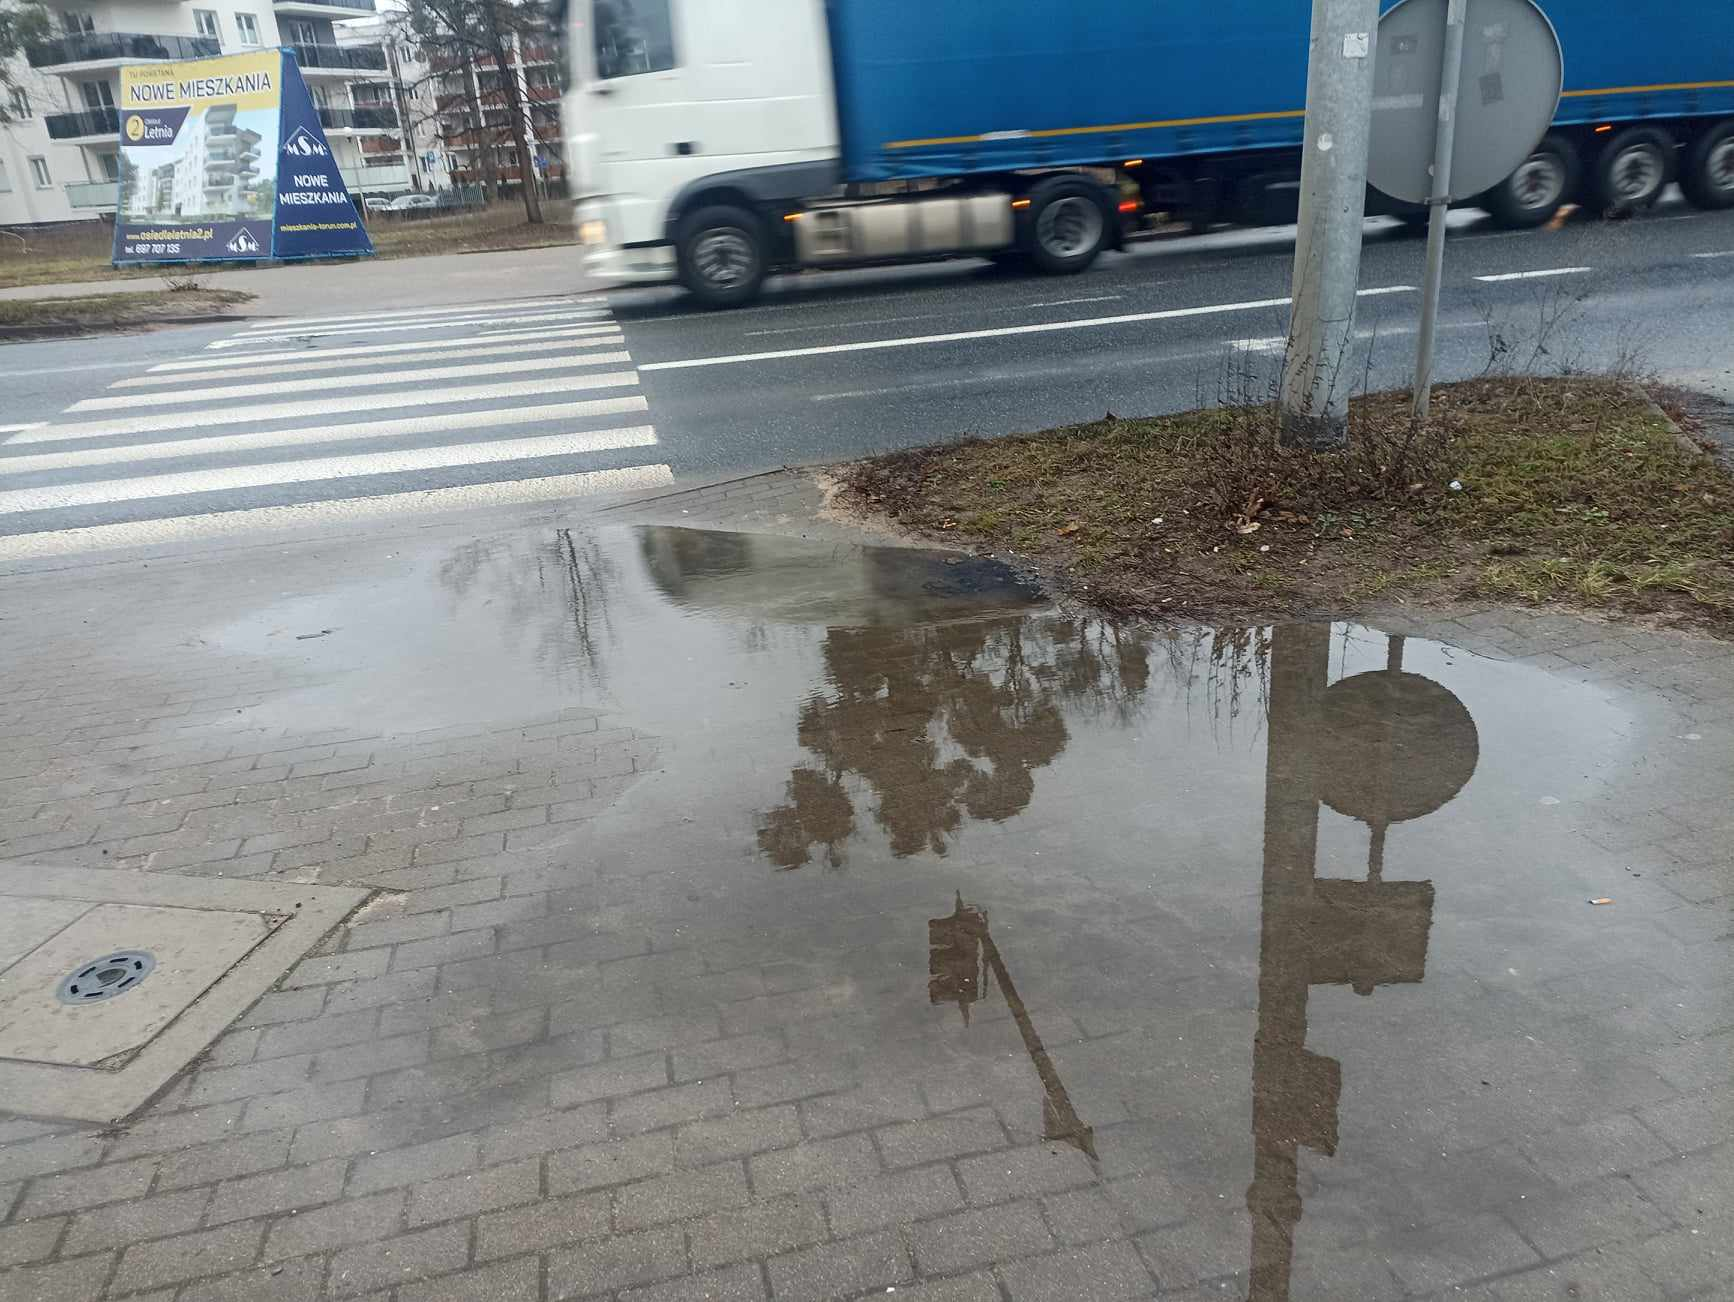 TU POWSTANĄ
NOWE MIESZKANIA
2 OSIEDLE
Letnia
www.osiedleletnia2.pl
tel. 697 707 135
MSM
MSM
NOWE
MIESZKANIA
mieszkania-torun.com.pl